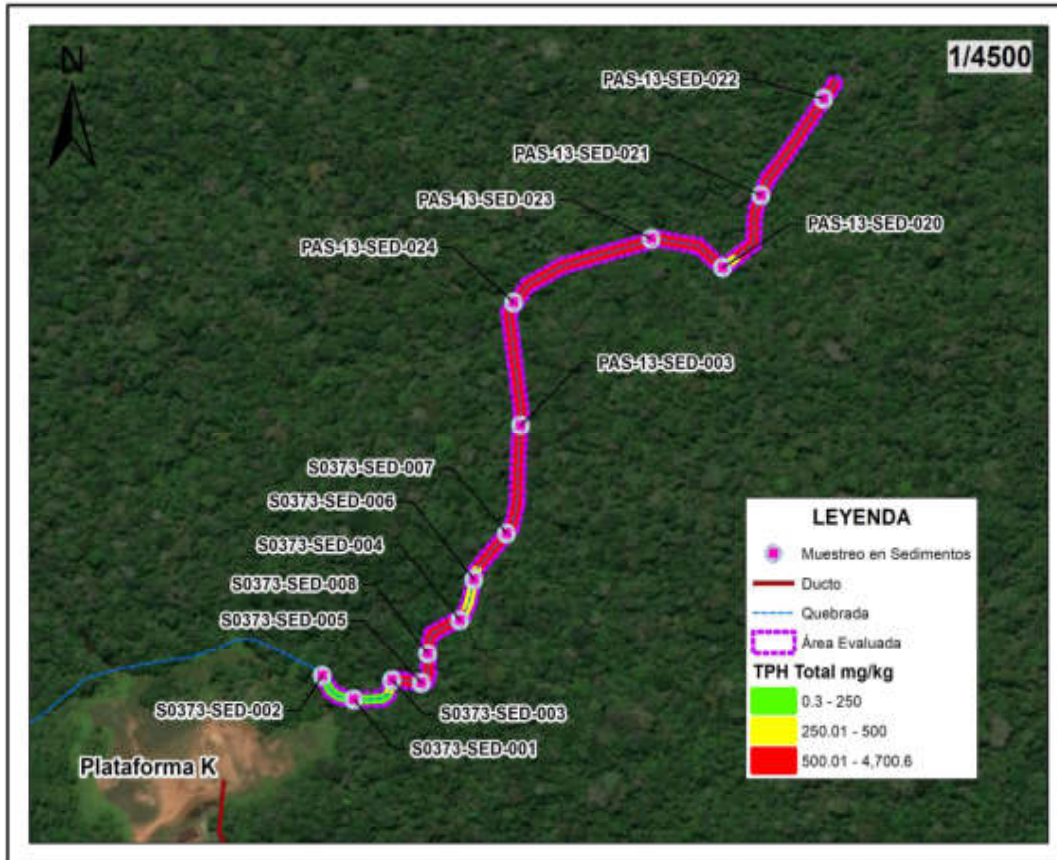 N
1/4500
PAS-13-SED-022
PAS-13-SED-021
PAS-13-SED-023
PAS-13-SED-020
PAS-13-SED-024
PAS-13-SED-003
S0373-SED-007
S0373-SED-006
S0373-SED-004
S0373-SED-008
S0373-SED-005
S0373-SED-002
S0373-SED-003
S0373-SED-001
Plataforma K
LEYENDA
Muestreo en Sedimentos
Ducto
Quebrada
Área Evaluada
TPH Total mg/kg
0.3 - 250
250.01 - 500
500.01 - 4,700.6